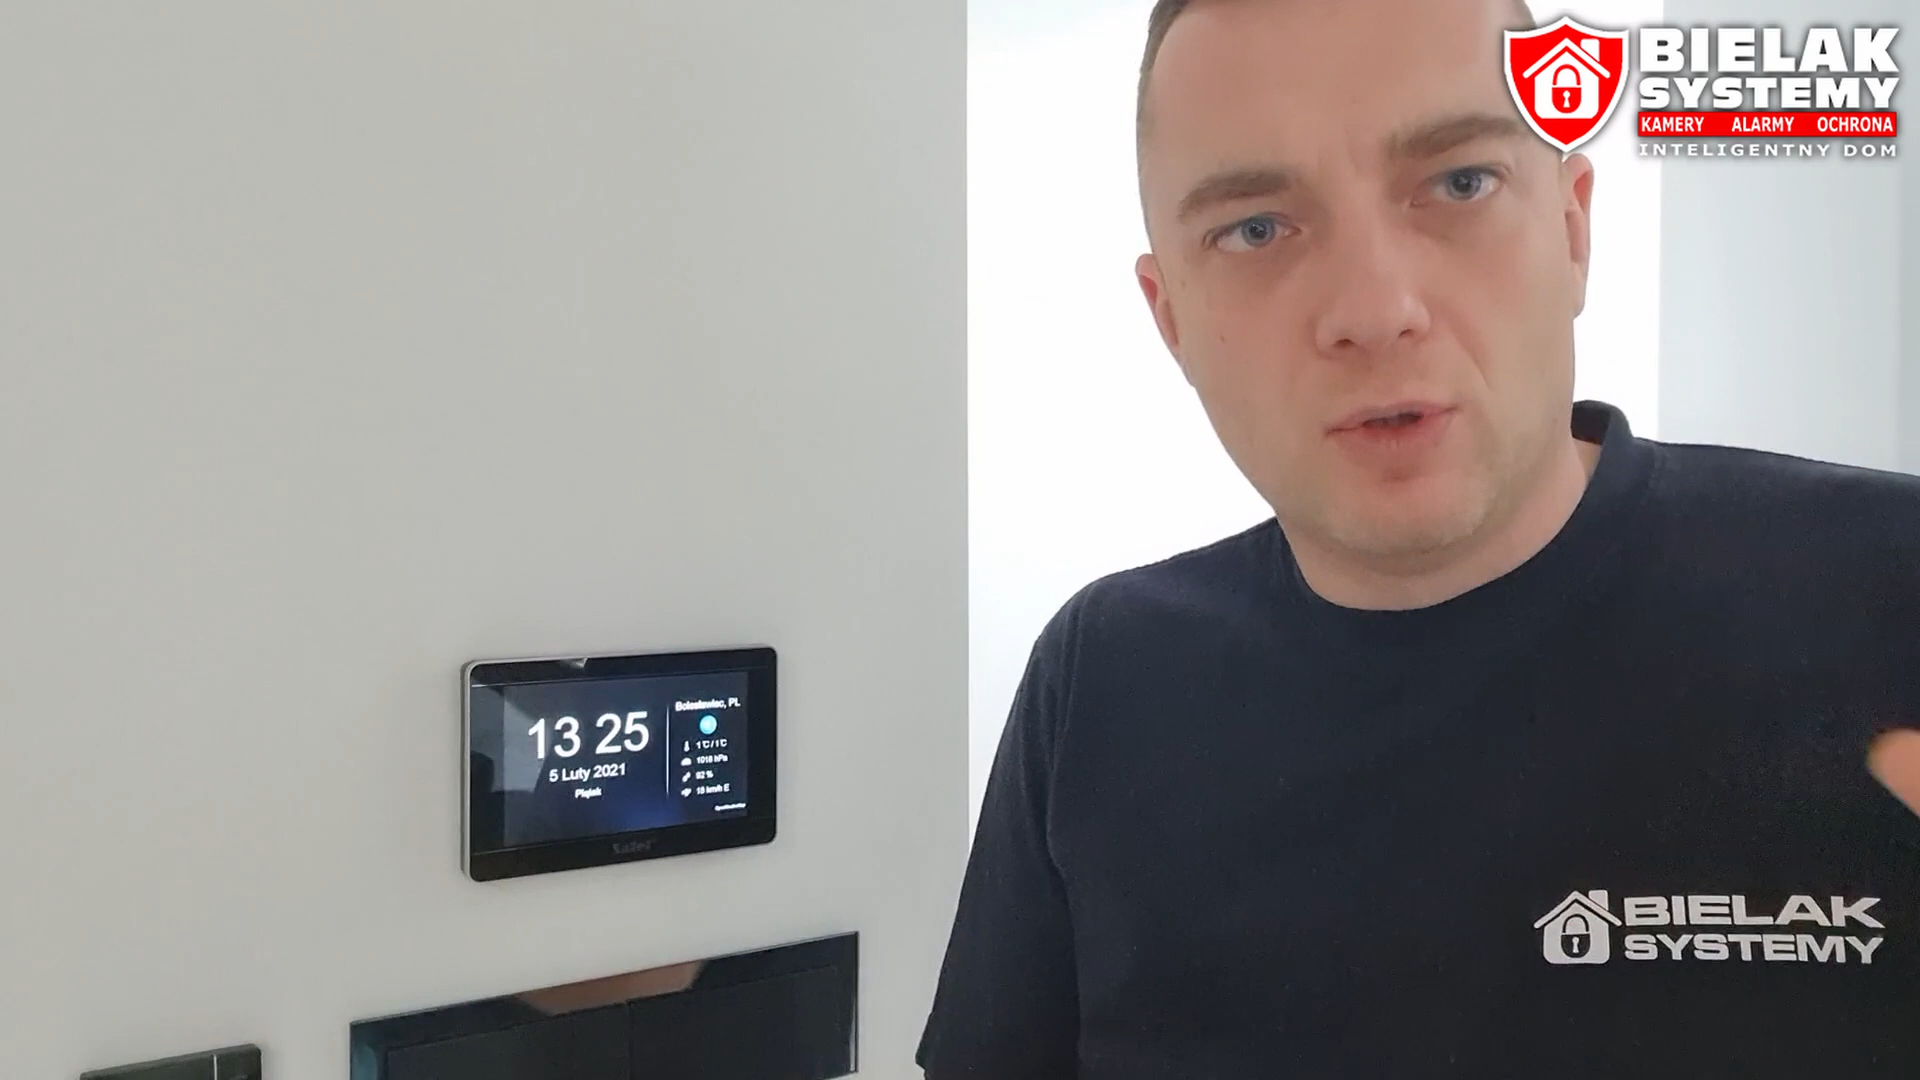 BIELAK
SYSTEMY
KAMERY ALARMY OCHRONA
INTELIGENTNY DOM
13 25
5 Luty 2021
Piątek
Bolesławiec, PL
1°C/1°C
1018 hPa
92 %
18 km/h E
Satel
BIELAK
SYSTEMY